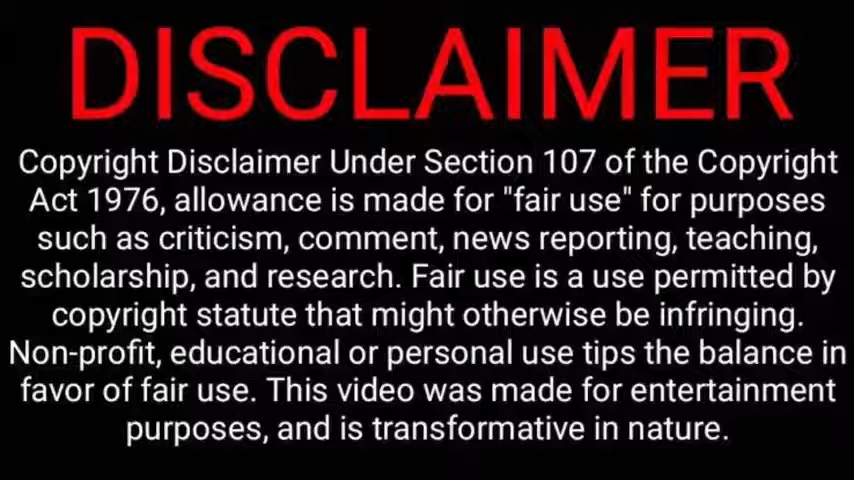 DISCLAIMER
Copyright Disclaimer Under Section 107 of the Copyright
Act 1976, allowance is made for "fair use" for purposes
such as criticism, comment, news reporting, teaching,
scholarship, and research. Fair use is a use permitted by
copyright statute that might otherwise be infringing.
Non-profit, educational or personal use tips the balance in
favor of fair use. This video was made for entertainment
purposes, and is transformative in nature.